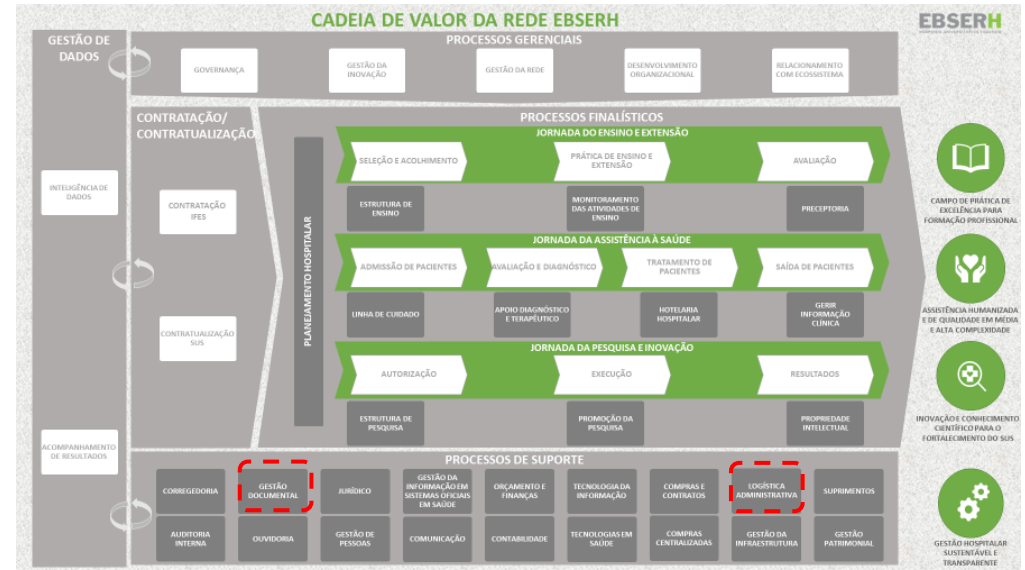 CADEIA DE VALOR DA REDE EBSERH
EBSERH
GESTÃO DE
DADOS
INTELIGÊNCIA DE
DADOS
ACOMPANHAMENTO
DE RESULTADOS
PROCESSOS GERENCIAIS
GOVERNANÇA
GESTÃO DA
INOVAÇÃO
GESTÃO DA REDE
DESENVOLVIMENTO
ORGANIZACIONAL
RELACIONAMENTO
COM ECOSSISTEMA
CONTRATAÇÃO/
CONTRATUALIZAÇÃO
CONTRATAÇÃO
IFES
CONTRATUALIZAÇÃO
SUS
PROCESSOS FINALÍSTICOS
PLANEJAMENTO HOSPITALAR
JORNADA DO ENSINO E EXTENSÃO
SELEÇÃO E ACOLHIMENTO
PRÁTICA DE ENSINO E
EXTENSÃO
AVALIAÇÃO
ESTRUTURA DE
ENSINO
MONITORAMENTO
DAS ATIVIDADES DE
ENSINO
PRECEPTORIA
JORNADA DA ASSISTÊNCIA À SAÚDE
ADMISSÃO DE PACIENTES
AVALIAÇÃO E DIAGNÓSTICO
TRATAMENTO DE
PACIENTES
SAÍDA DE PACIENTES
LINHA DE CUIDADO
APOIO DIAGNÓSTICO
E TERAPÊUTICO
HOTELARIA
HOSPITALAR
GERIR
INFORMAÇÃO
CLÍNICA
JORNADA DA PESQUISA E INOVAÇÃO
AUTORIZAÇÃO
EXECUÇÃO
RESULTADOS
ESTRUTURA DE
PESQUISA
PROMOÇÃO DA
PESQUISA
PROPRIEDADE
INTELECTUAL
PROCESSOS DE SUPORTE
CORREGEDORIA
GESTÃO
DOCUMENTAL
JURÍDICO
GESTÃO DA
INFORMAÇÃO EM
SISTEMAS OFICIAIS
EM SAÚDE
ORÇAMENTO E
FINANÇAS
TECNOLOGIA DA
INFORMAÇÃO
COMPRAS E
CONTRATOS
LOGÍSTICA
ADMINISTRATIVA
SUPRIMENTOS
AUDITORIA
INTERNA
OUVIDORIA
GESTÃO DE
PESSOAS
COMUNICAÇÃO
CONTABILIDADE
TECNOLOGIAS EM
SAÚDE
COMPRAS
CENTRALIZADAS
GESTÃO DA
INFRAESTRUTURA
GESTÃO
PATRIMONIAL
CAMPO DE PRÁTICA DE
EXCELÊNCIA PARA
FORMAÇÃO PROFISSIONAL
ASSISTÊNCIA HUMANIZADA
E DE QUALIDADE EM MÉDIA
E ALTA COMPLEXIDADE
INOVAÇÃO E CONHECIMENTO
CIENTÍFICO PARA O
FORTALECIMENTO DO SUS
GESTÃO HOSPITALAR
SUSTENTÁVEL E
TRANSPARENTE